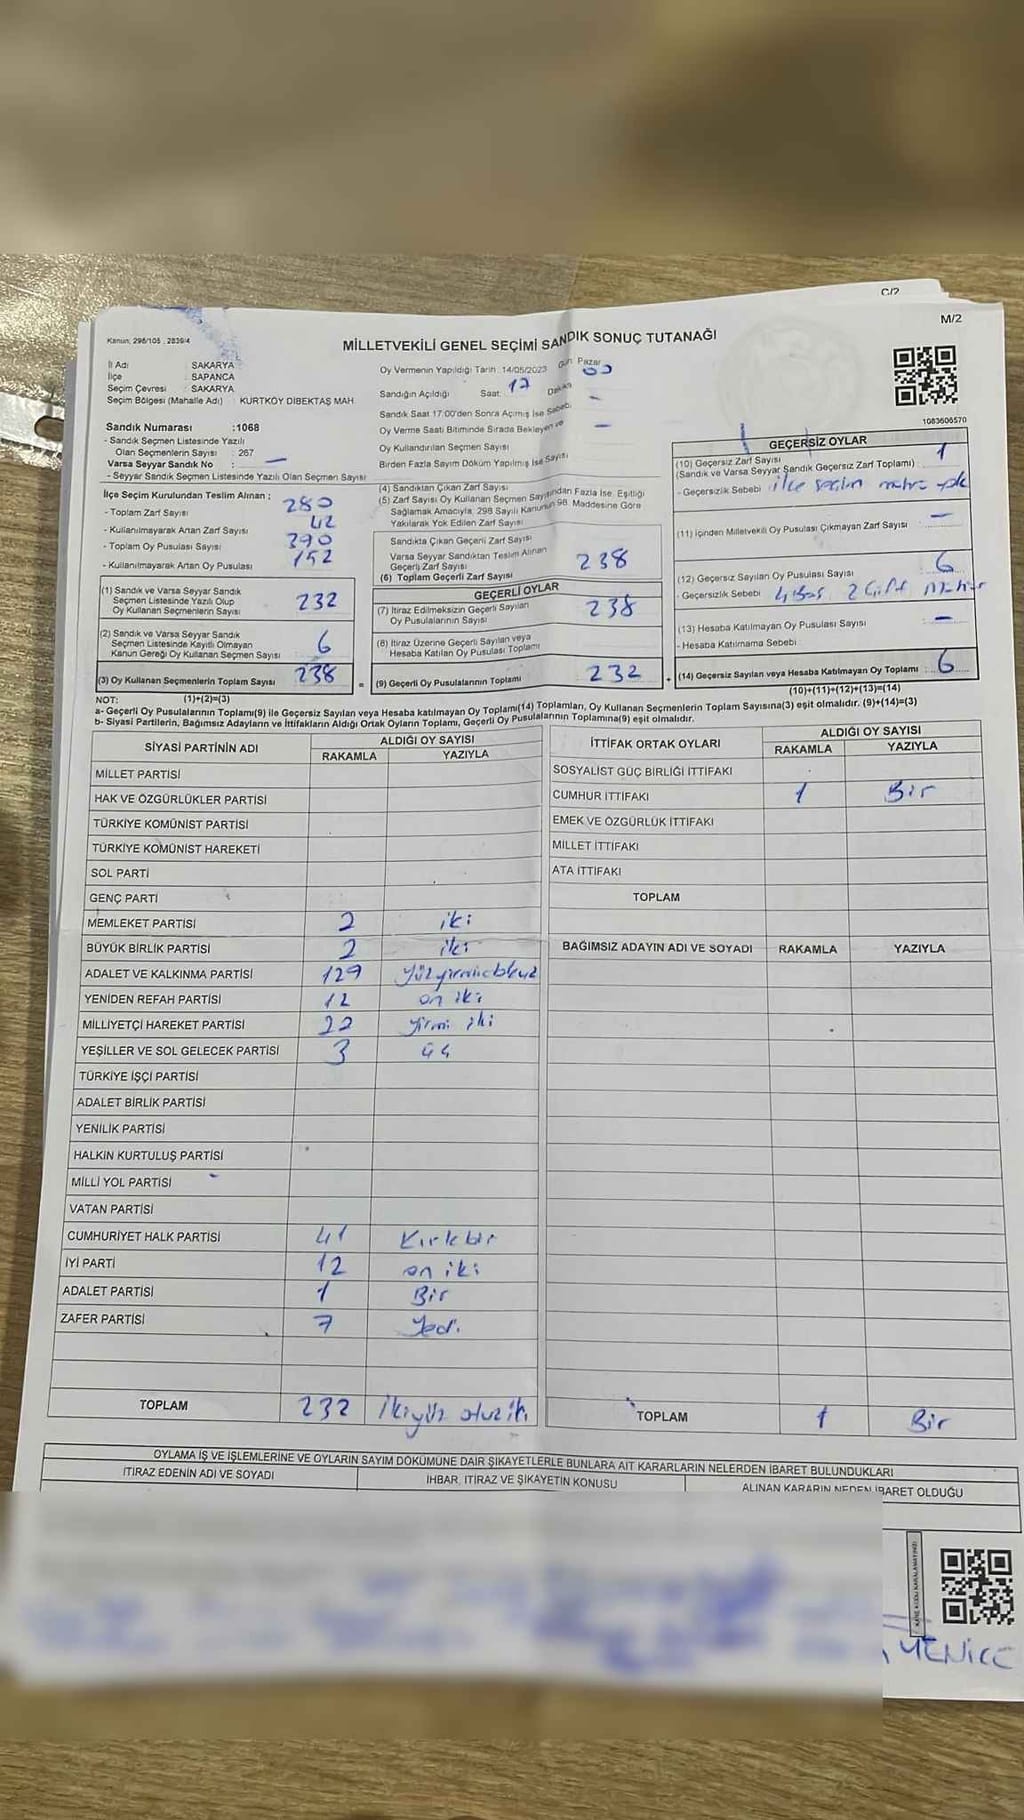 C/2
M/2
Kanun, 298/105 , 2839/4
MİLLETVEKİLİ GENEL SEÇİMİ SANDIK SONUÇ TUTANAĞI
İl Adı : SAKARYA
İlçe : SAPANCA
Seçim Çevresi : SAKARYA
Seçim Bölgesi (Mahalle Adı) : KURTKÖY DİBEKTAŞ MAH.
Sandık Numarası :1068
- Sandık Seçmen Listesinde Yazılı
Olan Seçmenlerin Sayısı : 267
Varsa Seyyar Sandık No : —
- Seyyar Sandık Seçmen Listesinde Yazılı Olan Seçmen Sayısı
İlçe Seçim Kurulundan Teslim Alınan ;
- Toplam Zarf Sayısı 280
- Kullanılmayarak Artan Zarf Sayısı 42
- Toplam Oy Pusulası Sayısı 390
- Kullanılmayarak Artan Oy Pusulası 152
(1) Sandık ve Varsa Seyyar Sandık
Seçmen Listesinde Yazılı Olup
Oy Kullanan Seçmenlerin Sayısı 232
(2) Sandık ve Varsa Seyyar Sandık
Seçmen Listesinde Kayıtlı Olmayan
Kanun Gereği Oy Kullanan Seçmen Sayısı 6
(3) Oy Kullanan Seçmenlerin Toplam Sayısı 238
(1)+(2)=(3)
Oy Vermenin Yapıldığı Tarih :14/05/2023 Gün Pazar
Sandığın Açıldığı Saat: 17 Dakika 00
Sandık Saat 17:00'den Sonra Açılmış İse Sebebi —
Oy Verme Saati Bitiminde Sırada Bekleyen ve
Oy Kullandırılan Seçmen Sayısı —
Birden Fazla Sayım Döküm Yapılmış İse Sayısı
(4) Sandıktan Çıkan Zarf Sayısı
(5) Zarf Sayısı Oy Kullanan Seçmen Sayısından Fazla İse, Eşitliği
Sağlamak Amacıyla, 298 Sayılı Kanunun 98. Maddesine Göre
Yakılarak Yok Edilen Zarf Sayısı
Sandıkta Çıkan Geçerli Zarf Sayısı
Varsa Seyyar Sandıktan Teslim Alınan
Geçerli Zarf Sayısı
(6) Toplam Geçerli Zarf Sayısı 238
GEÇERLİ OYLAR
(7) İtiraz Edilmeksizin Geçerli Sayılan
Oy Pusulalarının Sayısı 238
(8) İtiraz Üzerine Geçerli Sayılan veya
Hesaba Katılan Oy Pusulası Toplamı
= (9) Geçerli Oy Pusulalarının Toplamı 232
1083606570
GEÇERSİZ OYLAR
(10) Geçersiz Zarf Sayısı 1
(Sandık ve Varsa Seyyar Sandık Geçersiz Zarf Toplamı)
- Geçersizlik Sebebi ilçe seçim mührü yok
(11) İçinden Milletvekili Oy Pusulası Çıkmayan Zarf Sayısı —
(12) Geçersiz Sayılan Oy Pusulası Sayısı 6
- Geçersizlik Sebebi 4 Boş 2 Çift Mühür
(13) Hesaba Katılmayan Oy Pusulası Sayısı —
- Hesaba Katılmama Sebebi :
+ (14) Geçersiz Sayılan veya Hesaba Katılmayan Oy Toplamı : 6
(10)+(11)+(12)+(13)=(14)
NOT:
a- Geçerli Oy Pusulalarının Toplamı(9) ile Geçersiz Sayılan veya Hesaba katılmayan Oy Toplamı(14) Toplamları, Oy Kullanan Seçmenlerin Toplam Sayısına(3) eşit olmalıdır. (9)+(14)=(3)
b- Siyasi Partilerin, Bağımsız Adayların ve İttifakların Aldığı Ortak Oyların Toplamı, Geçerli Oy Pusulalarının Toplamına(9) eşit olmalıdır.
SİYASİ PARTİNİN ADI ALDIĞI OY SAYISI
RAKAMLA YAZIYLA
MİLLET PARTİSİ
HAK VE ÖZGÜRLÜKLER PARTİSİ
TÜRKİYE KOMÜNİST PARTİSİ
TÜRKİYE KOMÜNİST HAREKETİ
SOL PARTİ
GENÇ PARTİ
MEMLEKET PARTİSİ 2 iki
BÜYÜK BİRLİK PARTİSİ 2 iki
ADALET VE KALKINMA PARTİSİ 129 yüzyirmidokuz
YENİDEN REFAH PARTİSİ 12 on iki
MİLLİYETÇİ HAREKET PARTİSİ 22 yirmi iki
YEŞİLLER VE SOL GELECEK PARTİSİ 3 üç
TÜRKİYE İŞÇİ PARTİSİ
ADALET BİRLİK PARTİSİ
YENİLİK PARTİSİ
HALKIN KURTULUŞ PARTİSİ
MİLLİ YOL PARTİSİ
VATAN PARTİSİ
CUMHURİYET HALK PARTİSİ 41 Kırkbir
İYİ PARTİ 12 on iki
ADALET PARTİSİ 1 Bir
ZAFER PARTİSİ 7 Yedi
TOPLAM 232 ikiyüz otuz iki
İTTİFAK ORTAK OYLARI ALDIĞI OY SAYISI
RAKAMLA YAZIYLA
SOSYALİST GÜÇ BİRLİĞİ İTTİFAKI
CUMHUR İTTİFAKI 1 Bir
EMEK VE ÖZGÜRLÜK İTTİFAKI
MİLLET İTTİFAKI
ATA İTTİFAKI
TOPLAM
BAĞIMSIZ ADAYIN ADI VE SOYADI RAKAMLA YAZIYLA
TOPLAM 1 Bir
OYLAMA İŞ VE İŞLEMLERİNE VE OYLARIN SAYIM DÖKÜMÜNE DAİR ŞİKAYETLERLE BUNLARA AİT KARARLARIN NELERDEN İBARET BULUNDUKLARI
İTİRAZ EDENİN ADI VE SOYADI İHBAR, İTİRAZ VE ŞİKAYETİN KONUSU ALINAN KARARIN NEDEN İBARET OLDUĞU
YENİCE